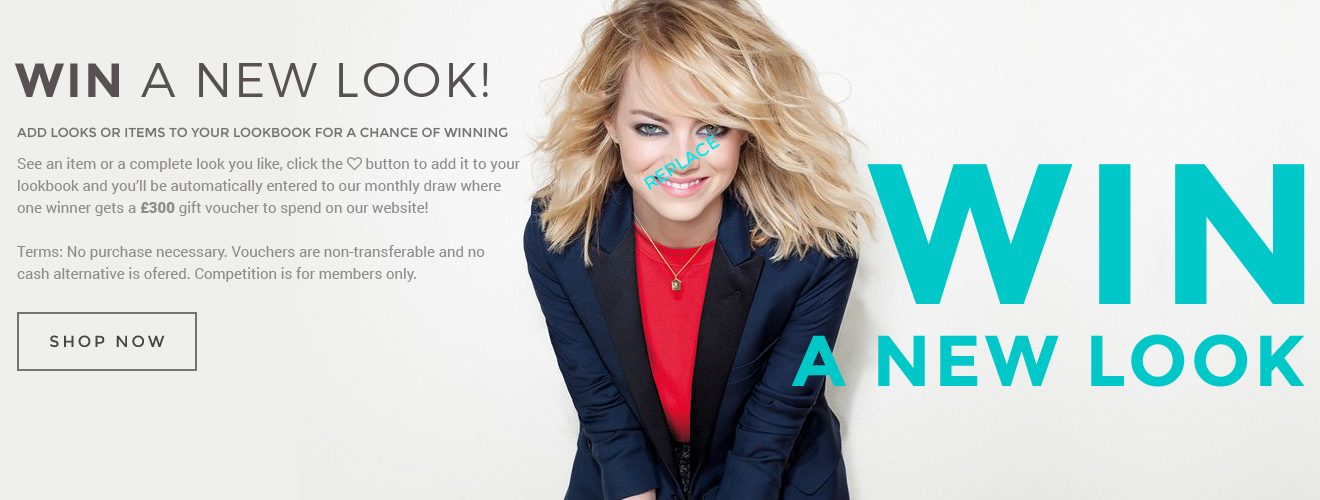 WIN A NEW LOOK!
ADD LOOKS OR ITEMS TO YOUR LOOKBOOK FOR A CHANCE OF WINNING
See an item or a complete look you like, click the ♡ button to add it to your
lookbook and you'll be automatically entered to our monthly draw where
one winner gets a £300 gift voucher to spend on our website!
Terms: No purchase necessary. Vouchers are non-transferable and no
cash alternative is ofered. Competition is for members only.
SHOP NOW
REPLACE
WIN
A NEW LOOK